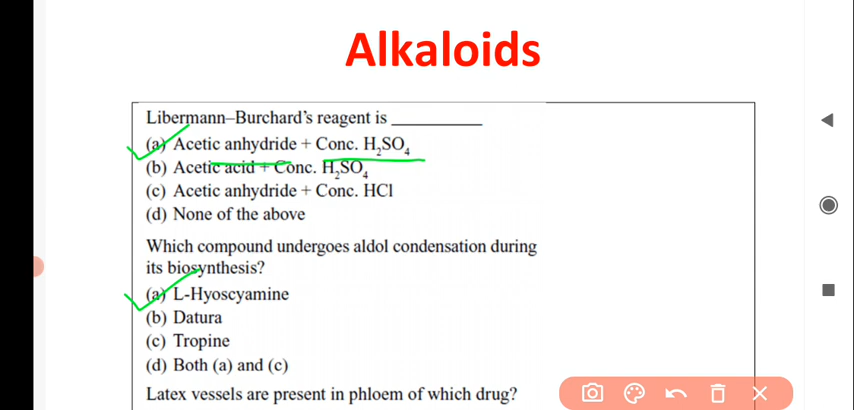 Alkaloids
Libermann–Burchard's reagent is __________
(a) Acetic anhydride + Conc. H₂SO₄
(b) Acetic acid + Conc. H₂SO₄
(c) Acetic anhydride + Conc. HCl
(d) None of the above
Which compound undergoes aldol condensation during
its biosynthesis?
(a) L-Hyoscyamine
(b) Datura
(c) Tropine
(d) Both (a) and (c)
Latex vessels are present in phloem of which drug?